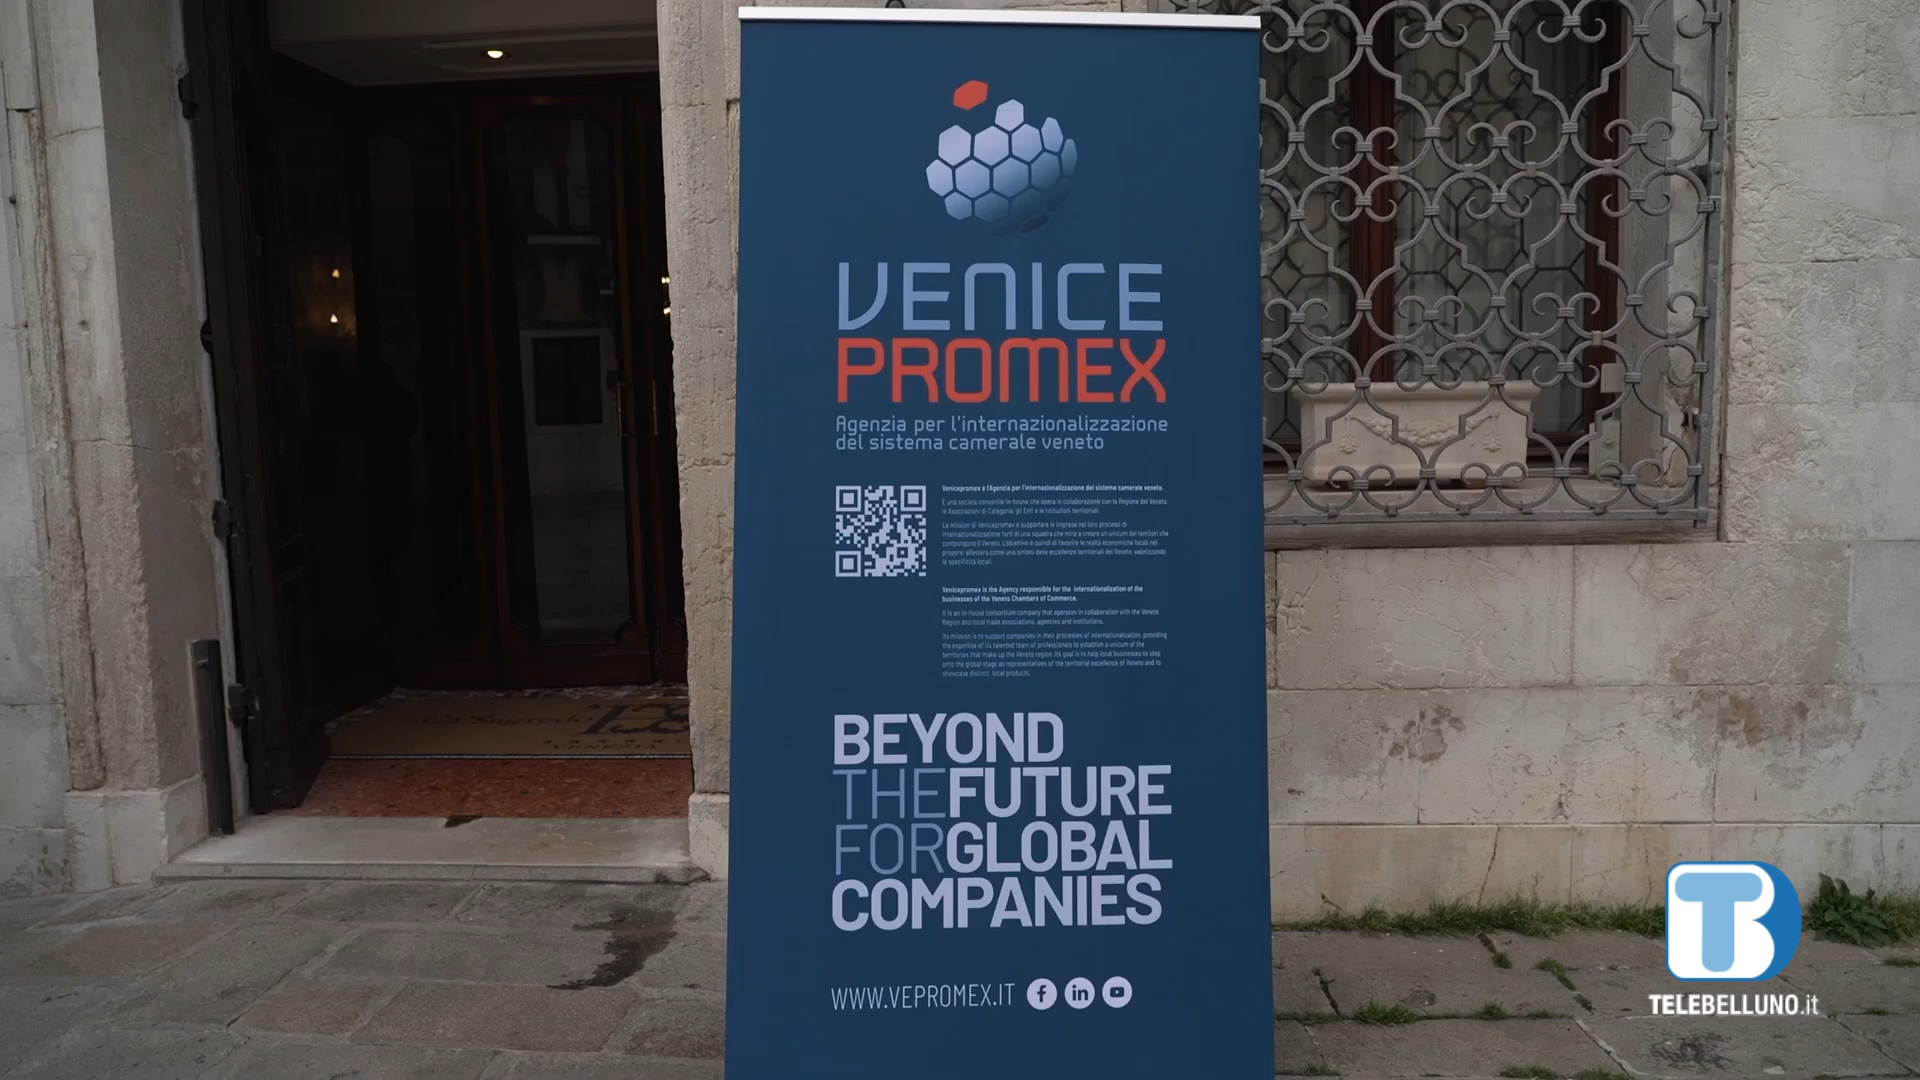 VENICE
PROMEX
Agenzia per l'internazionalizzazione
del sistema camerale veneto
Venicepromex è l'Agenzia per l'internazionalizzazione del sistema camerale veneto.
È una società consortile in-house che opera in collaborazione con la Regione del Veneto,
le Associazioni di Categoria, gli Enti e le Istituzioni territoriali.
La mission di Venicepromex è supportare le imprese nei loro processi di
internazionalizzazione forti di una squadra che mira a creare un unicum dei territori che
compongono il Veneto. L'obiettivo è quindi di favorire le realtà economiche locali nel
proporsi all'estero come una sintesi delle eccellenze territoriali del Veneto, valorizzando
le specificità locali.
Venicepromex is the Agency responsible for the internationalization of the
businesses of the Veneto Chambers of Commerce.
It is an in-house consortium company that operates in collaboration with the Veneto
Region and local trade associations, agencies and institutions.
Its mission is to support companies in their processes of internationalization, providing
the expertise of its talented team of professionals to establish a unicum of the
territories that make up the Veneto region. Its goal is to help local businesses to step
onto the global stage as representatives of the territorial excellence of Veneto and to
showcase distinct local products.
BEYOND
THE FUTURE
FOR GLOBAL
COMPANIES
WWW.VEPROMEX.IT
Ca' Sagredo
VENEZIA
TB
TELEBELLUNO.it